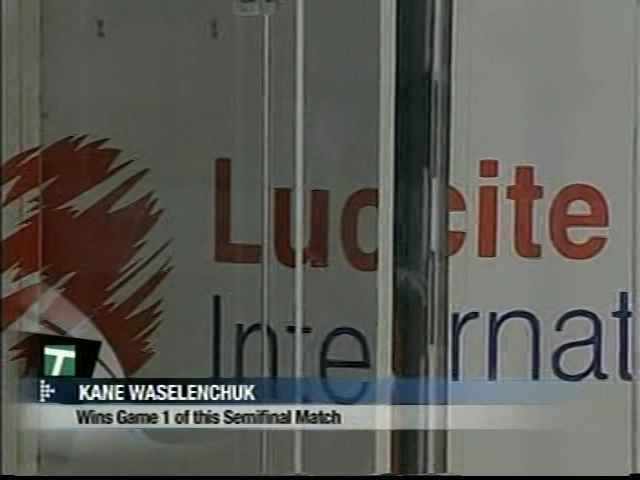 Lucite
Internat
T
KANE WASELENCHUK
Wins Game 1 of this Semifinal Match